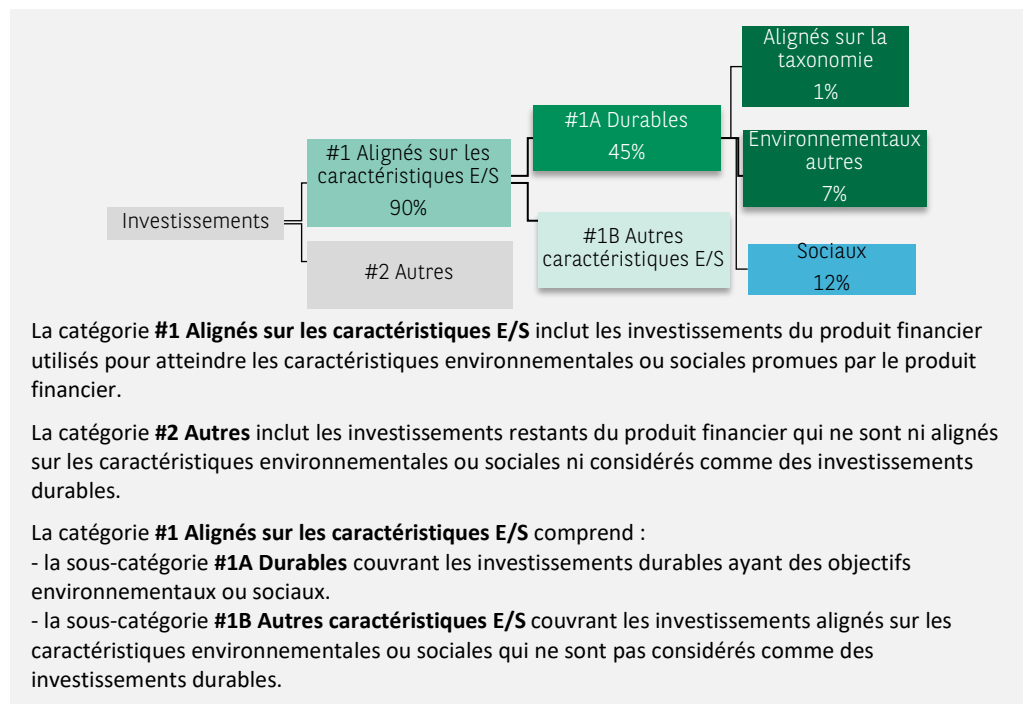 Investissements
#1 Alignés sur les
caractéristiques E/S
90%
#2 Autres
#1A Durables
45%
#1B Autres
caractéristiques E/S
Alignés sur la
taxonomie
1%
Environnementaux
autres
7%
Sociaux
12%
La catégorie #1 Alignés sur les caractéristiques E/S inclut les investissements du produit financier
utilisés pour atteindre les caractéristiques environnementales ou sociales promues par le produit
financier.
La catégorie #2 Autres inclut les investissements restants du produit financier qui ne sont ni alignés
sur les caractéristiques environnementales ou sociales ni considérés comme des investissements
durables.
La catégorie #1 Alignés sur les caractéristiques E/S comprend :
- la sous-catégorie #1A Durables couvrant les investissements durables ayant des objectifs
environnementaux ou sociaux.
- la sous-catégorie #1B Autres caractéristiques E/S couvrant les investissements alignés sur les
caractéristiques environnementales ou sociales qui ne sont pas considérés comme des
investissements durables.